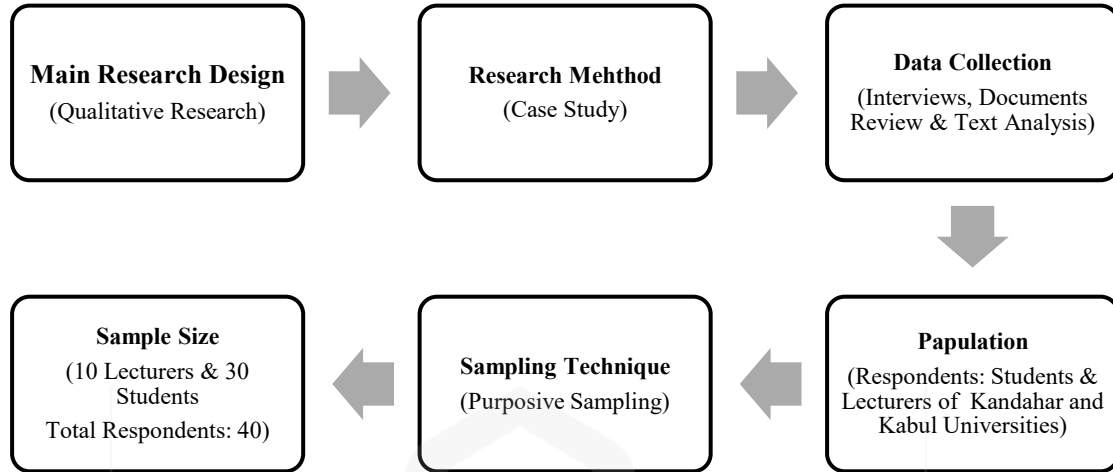 Main Research Design
(Qualitative Research)
Research Mehthod
(Case Study)
Data Collection
(Interviews, Documents
Review & Text Analysis)
Papulation
(Respondents: Students &
Lecturers of Kandahar and
Kabul Universities)
Sampling Technique
(Purposive Sampling)
Sample Size
(10 Lecturers & 30
Students
Total Respondents: 40)